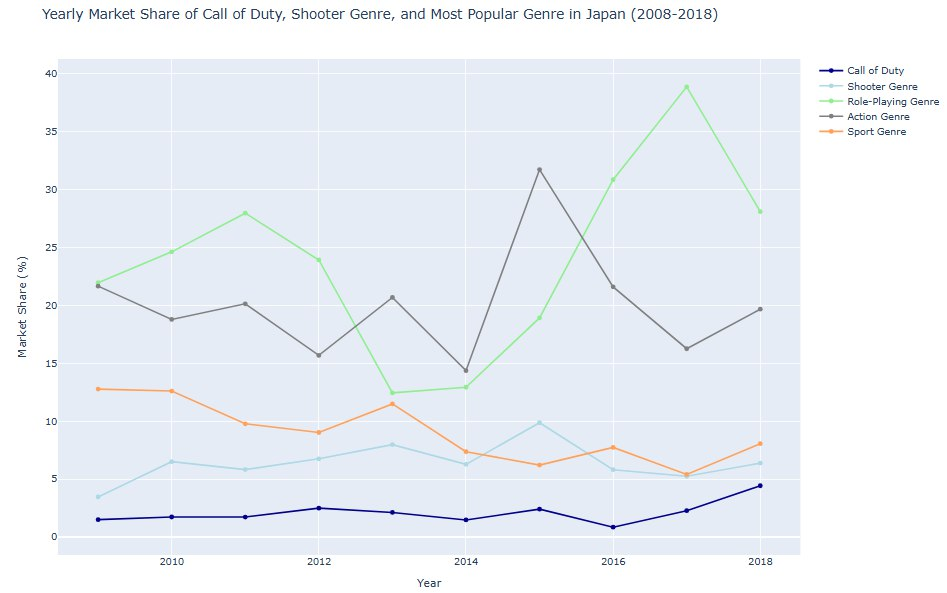 Yearly Market Share of Call of Duty, Shooter Genre, and Most Popular Genre in Japan (2008-2018)
Call of Duty
Shooter Genre
Role-Playing Genre
Action Genre
Sport Genre
Market Share (%)
40
35
30
25
20
15
10
5
0
2010 2012 2014 2016 2018
Year